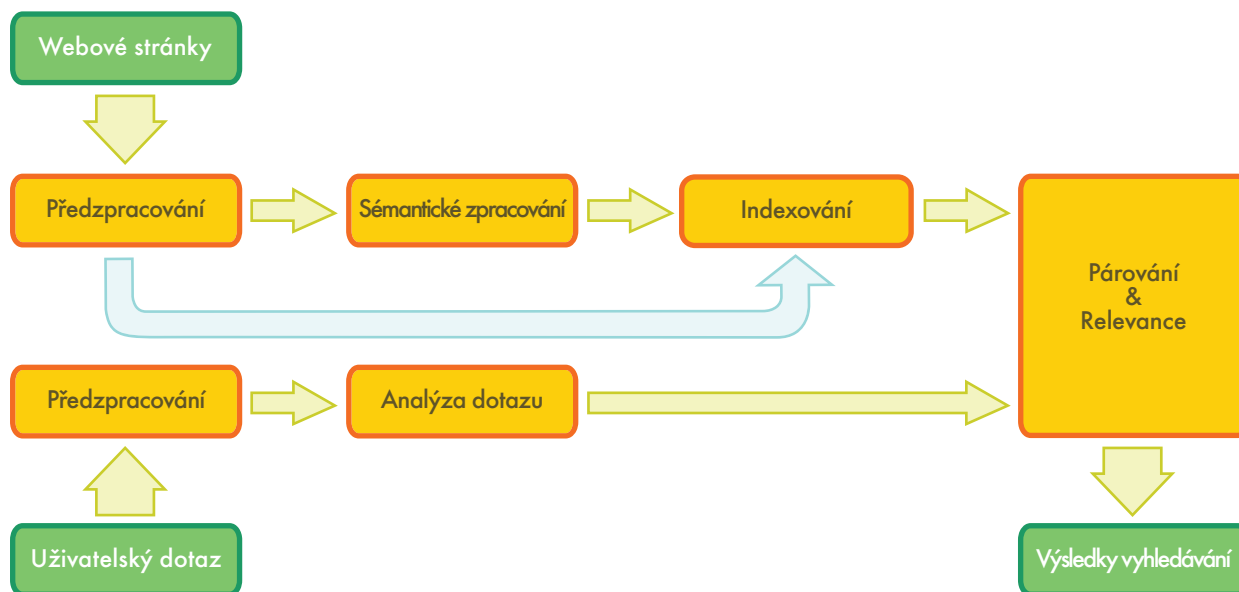 Webové stránky
Předzpracování
Sémantické zpracování
Indexování
Párování
&
Relevance
Předzpracování
Analýza dotazu
Uživatelský dotaz
Výsledky vyhledávání